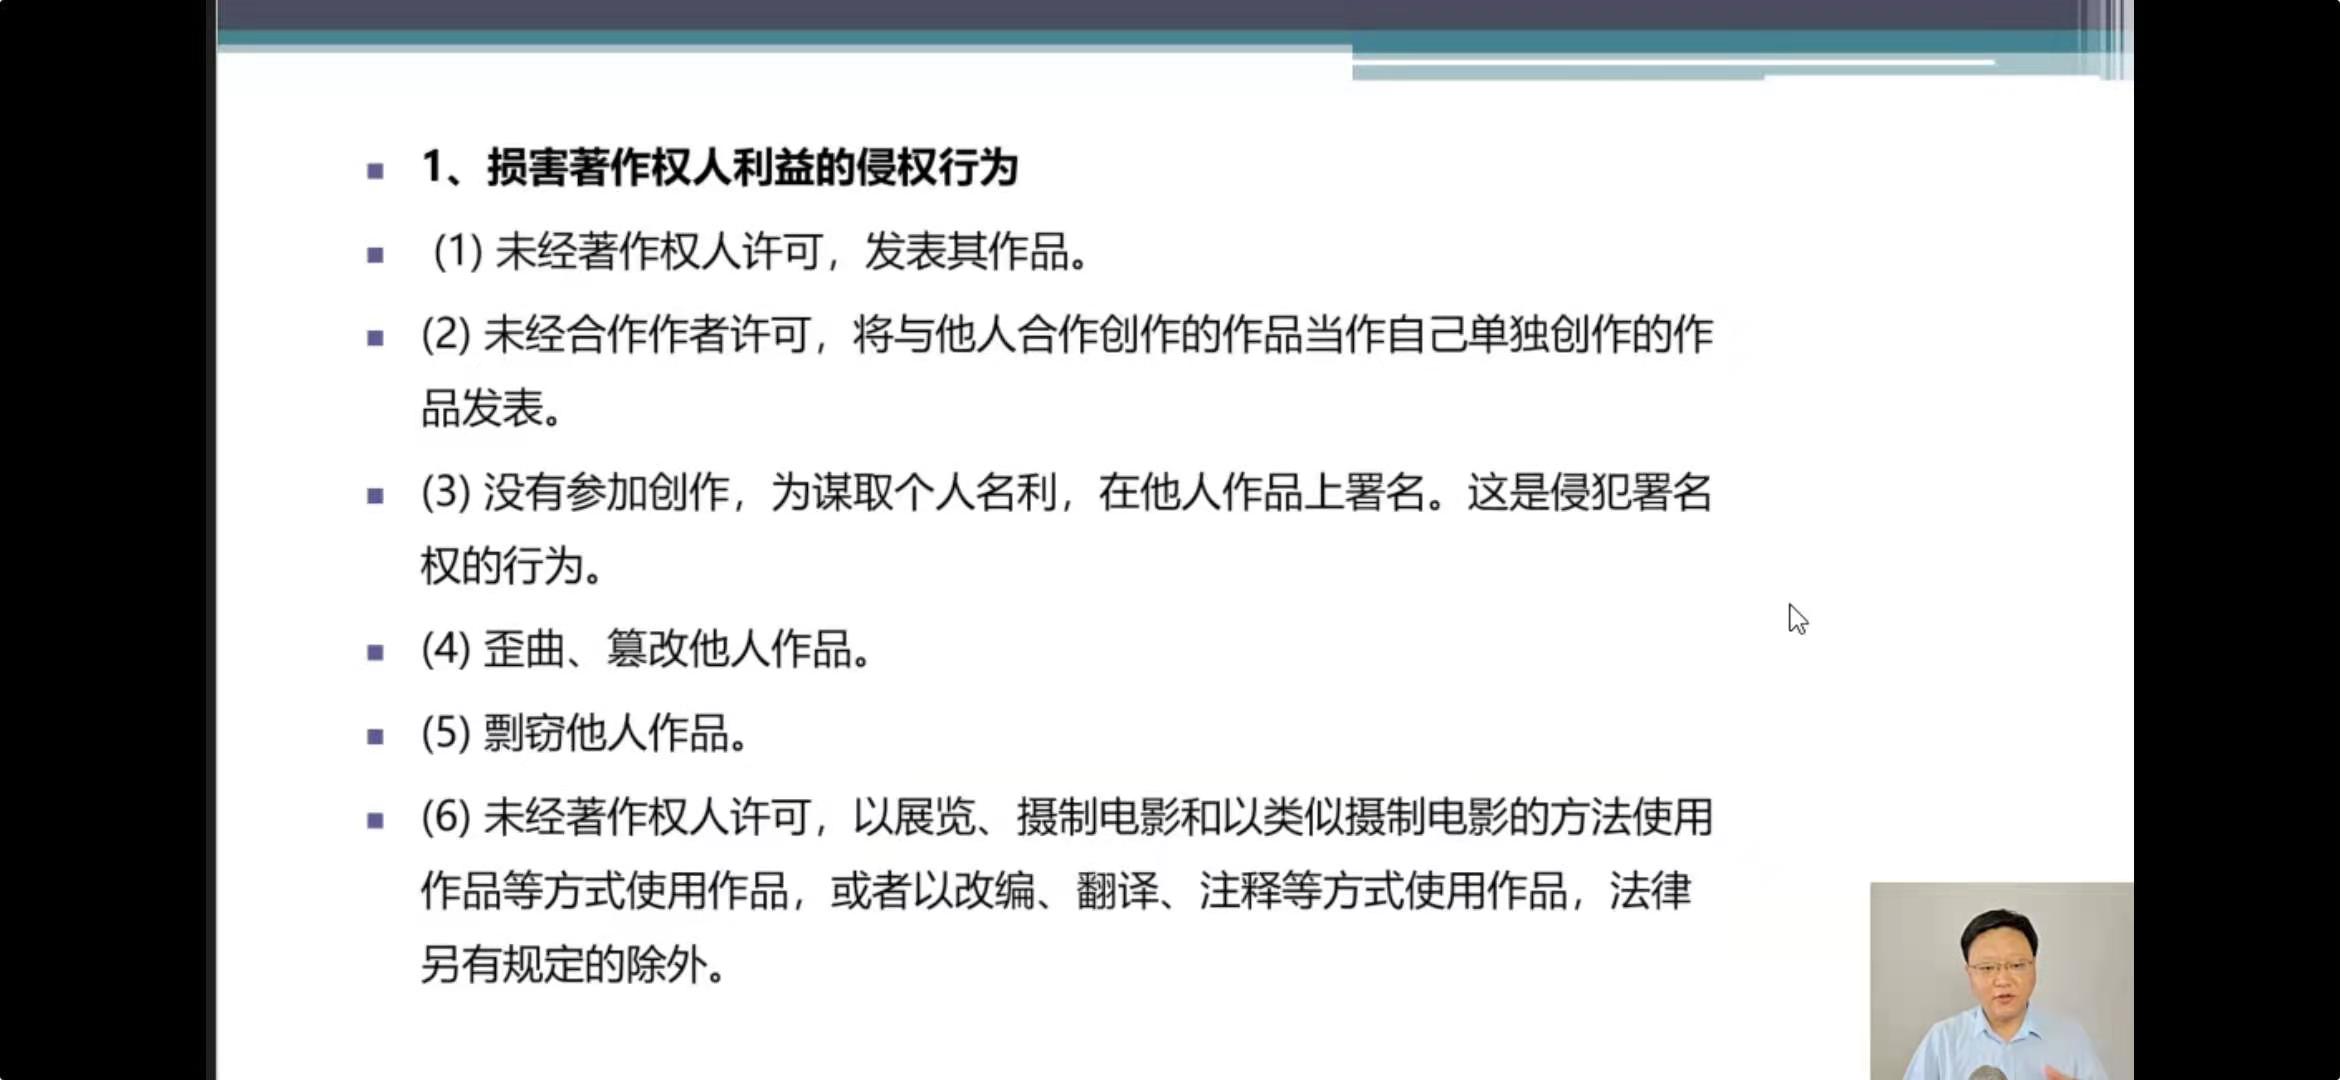 1、损害著作权人利益的侵权行为
(1) 未经著作权人许可，发表其作品。
(2) 未经合作作者许可，将与他人合作创作的作品当作自己单独创作的作
品发表。
(3) 没有参加创作，为谋取个人名利，在他人作品上署名。这是侵犯署名
权的行为。
(4) 歪曲、篡改他人作品。
(5) 剽窃他人作品。
(6) 未经著作权人许可，以展览、摄制电影和以类似摄制电影的方法使用
作品等方式使用作品，或者以改编、翻译、注释等方式使用作品，法律
另有规定的除外。